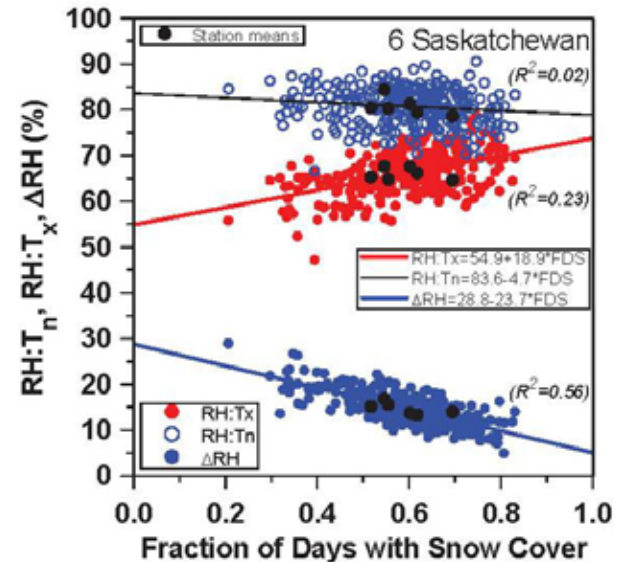 Station means
6 Saskatchewan
(R²=0.02)
(R²=0.23)
RH:Tx=54.9+18.9*FDS
RH:Tn=83.6-4.7*FDS
ΔRH=28.8-23.7*FDS
(R²=0.56)
RH:Tx
RH:Tn
ΔRH
RH:Tₙ, RH:Tₓ, ΔRH (%)
100
90
80
70
60
50
40
30
20
10
0
0.0 0.2 0.4 0.6 0.8 1.0
Fraction of Days with Snow Cover